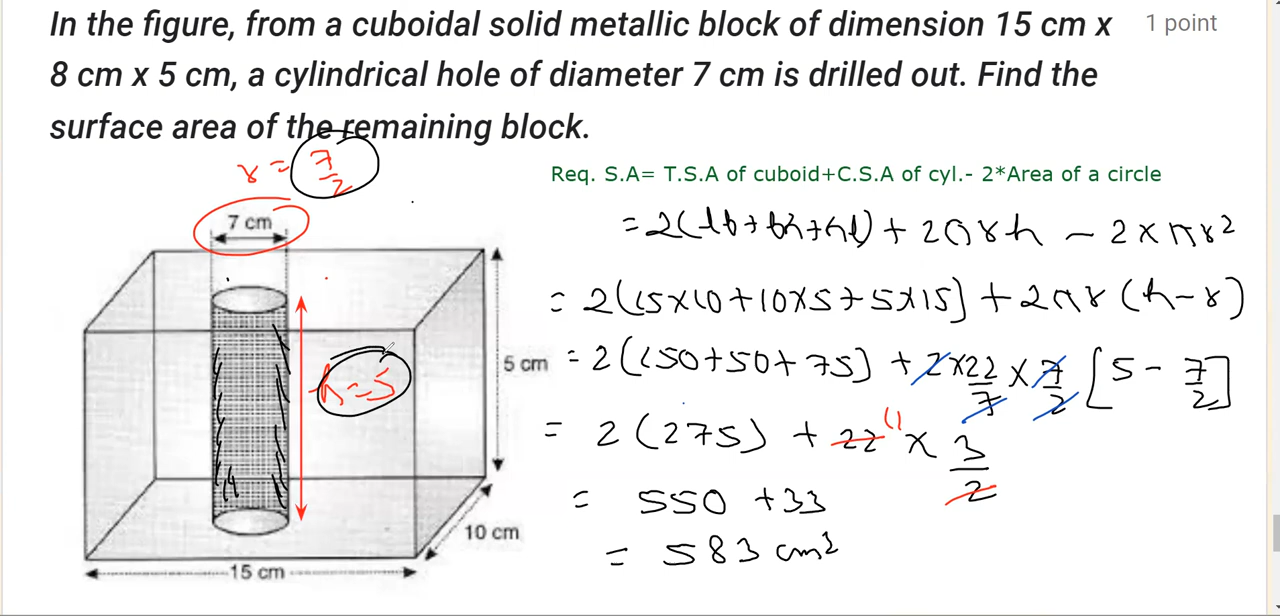 In the figure, from a cuboidal solid metallic block of dimension 15 cm x
1 point
8 cm x 5 cm, a cylindrical hole of diameter 7 cm is drilled out. Find the
surface area of the remaining block.
r = 7/2
Req. S.A= T.S.A of cuboid+C.S.A of cyl.- 2*Area of a circle
7 cm
= 2(lb+bh+hl) + 2πrh - 2×πr²
= 2(15×10+10×5+5×15] + 2πr (h-r)
h=5
5 cm
= 2(150+50+75) + 2×22/7 × 7/2 [5 - 7/2]
= 2(275) + 22 11 × 3/2
= 550 +33
10 cm
= 583 cm²
15 cm